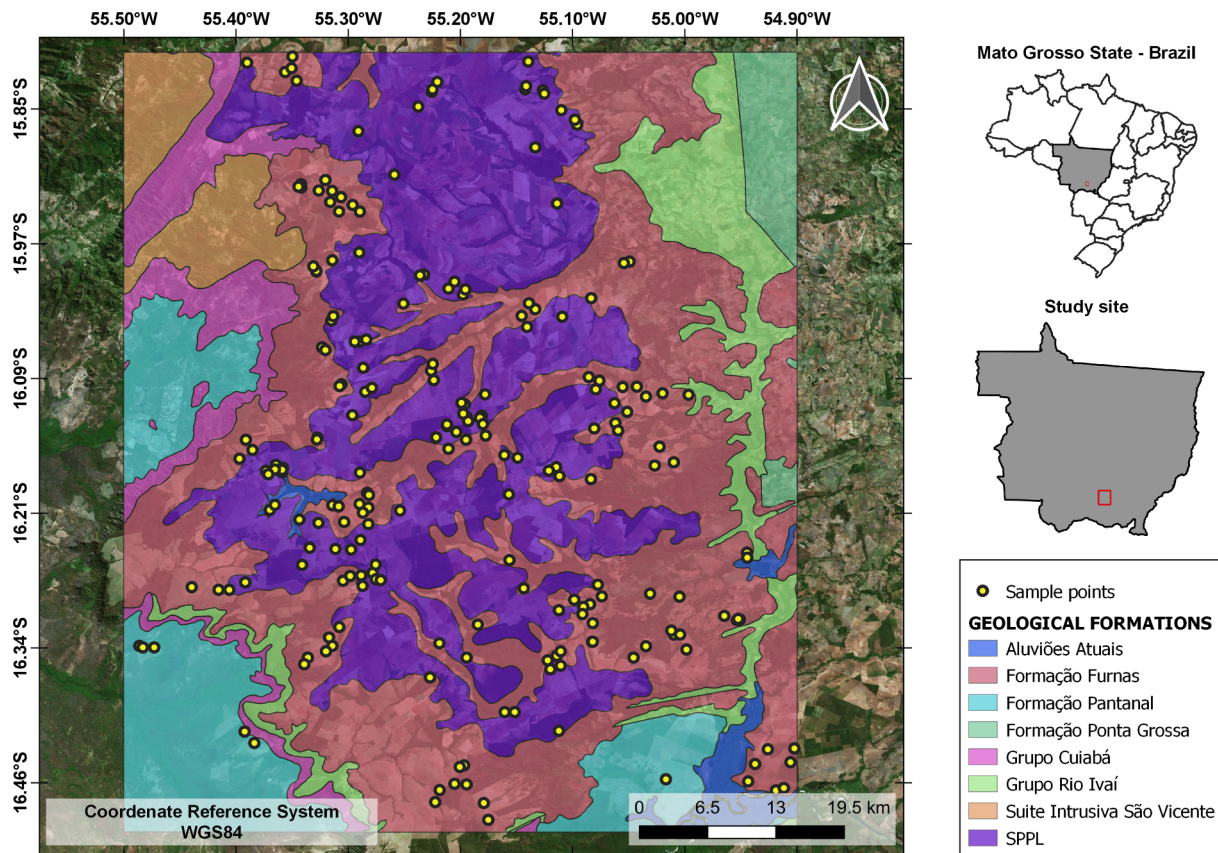 55.50°W 55.40°W 55.30°W 55.20°W 55.10°W 55.00°W 54.90°W
15.85°S
15.97°S
16.09°S
16.21°S
16.34°S
16.46°S
Coordenate Reference System
WGS84
0 6.5 13 19.5 km
Mato Grosso State - Brazil
Study site
Sample points
GEOLOGICAL FORMATIONS
Aluviões Atuais
Formação Furnas
Formação Pantanal
Formação Ponta Grossa
Grupo Cuiabá
Grupo Rio Ivaí
Suite Intrusiva São Vicente
SPPL